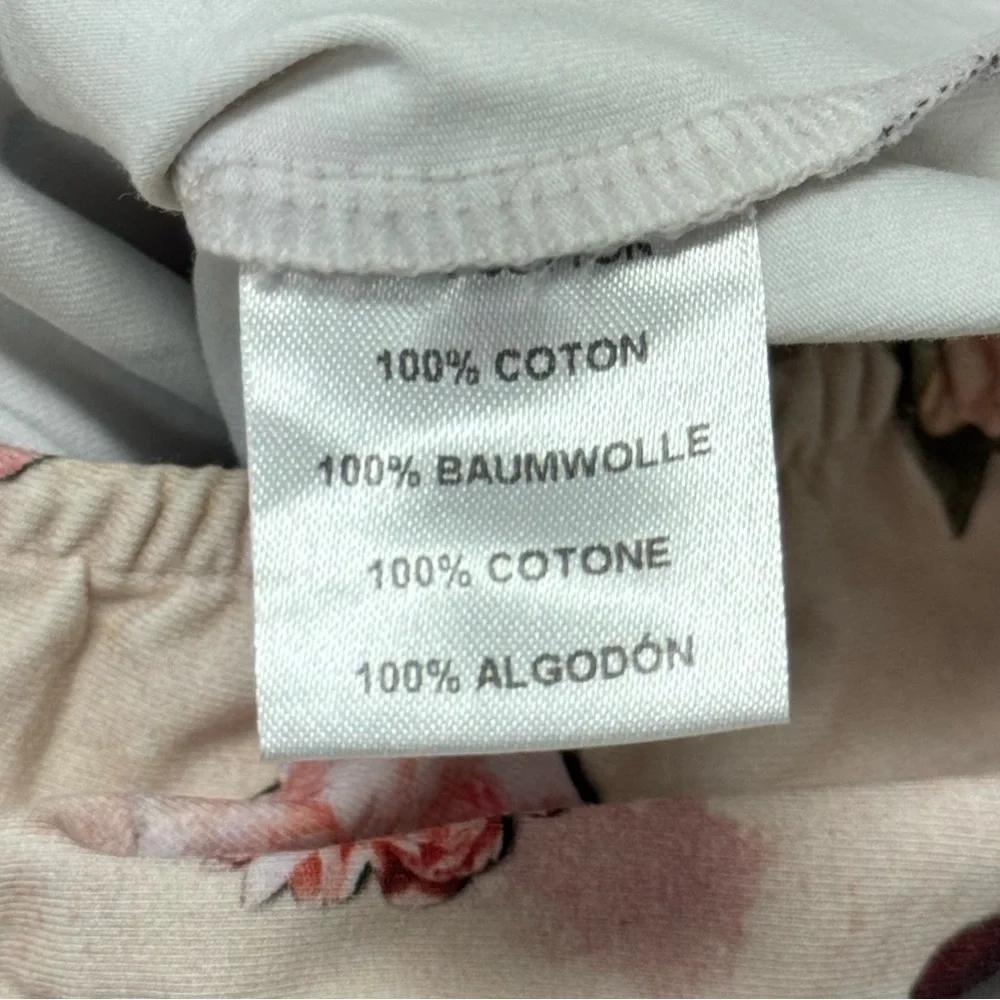 100% COTON
100% BAUMWOLLE
100% COTONE
100% ALGODÓN